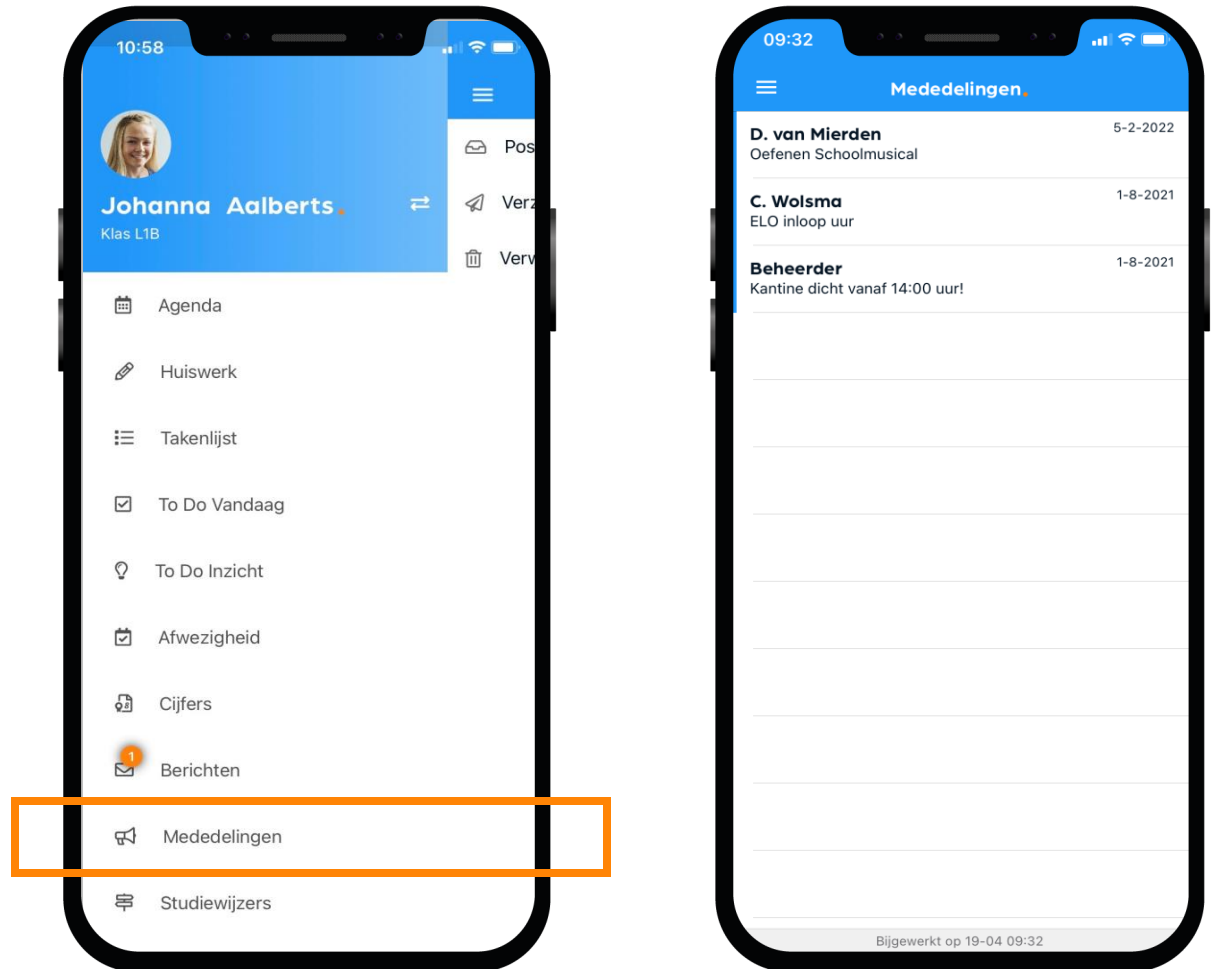 10:58
Johanna Aalberts.
Klas L1B
Pos
Verz
Verw
Agenda
Huiswerk
Takenlijst
To Do Vandaag
To Do Inzicht
Afwezigheid
Cijfers
1
Berichten
Mededelingen
Studiewijzers
09:32
Mededelingen.
D. van Mierden 5-2-2022
Oefenen Schoolmusical
C. Wolsma 1-8-2021
ELO inloop uur
Beheerder 1-8-2021
Kantine dicht vanaf 14:00 uur!
Bijgewerkt op 19-04 09:32